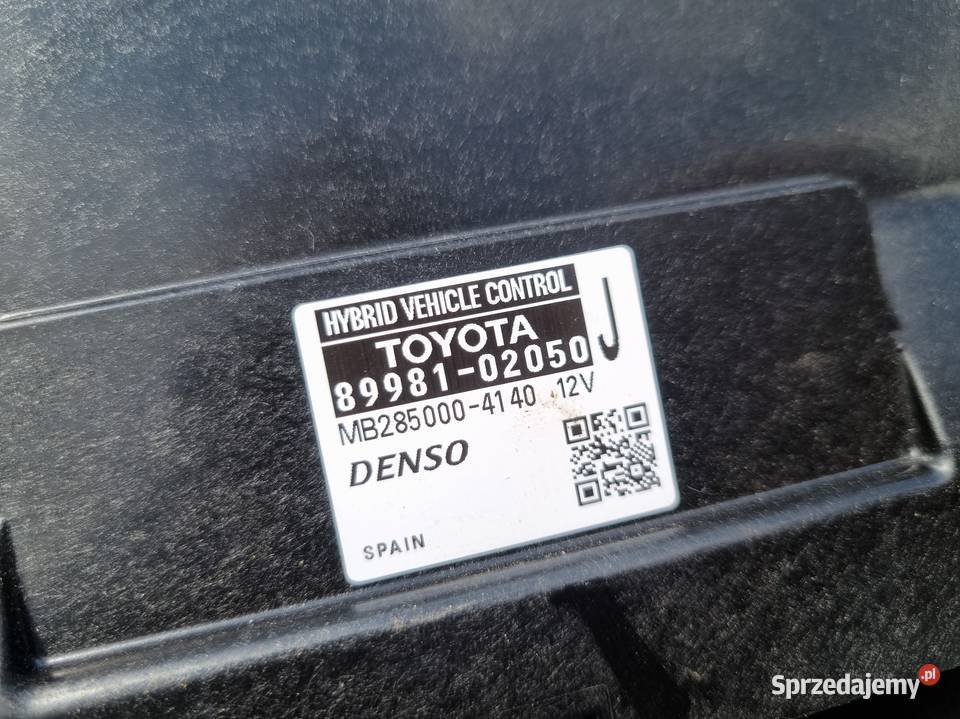 HYBRID VEHICLE CONTROL
TOYOTA J
89981-02050
MB285000-4140 12V
DENSO
SPAIN
Sprzedajemy.pl